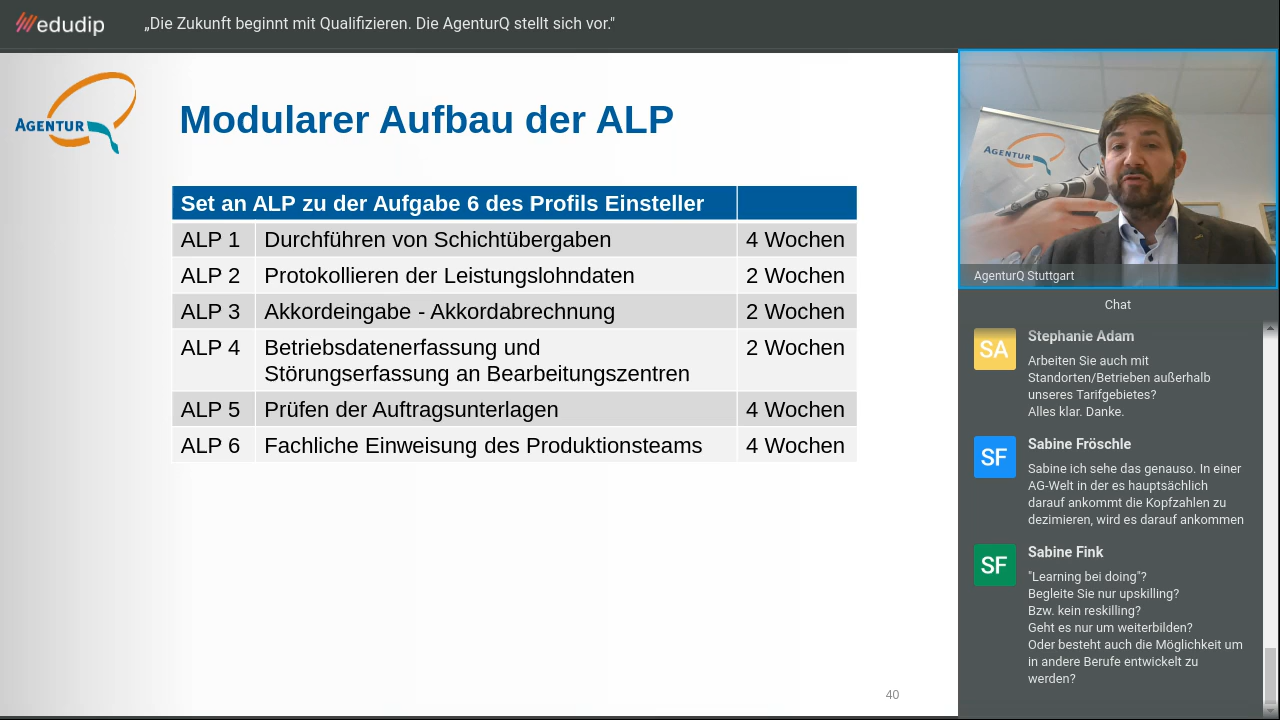 edudip
„Die Zukunft beginnt mit Qualifizieren. Die AgenturQ stellt sich vor."
AGENTUR
Modularer Aufbau der ALP
Set an ALP zu der Aufgabe 6 des Profils Einsteller
ALP 1 Durchführen von Schichtübergaben 4 Wochen
ALP 2 Protokollieren der Leistungslohndaten 2 Wochen
ALP 3 Akkordeingabe - Akkordabrechnung 2 Wochen
ALP 4 Betriebsdatenerfassung und 2 Wochen
Störungserfassung an Bearbeitungszentren
ALP 5 Prüfen der Auftragsunterlagen 4 Wochen
ALP 6 Fachliche Einweisung des Produktionsteams 4 Wochen
40
AGENTUR
AgenturQ Stuttgart
Chat
SA
Stephanie Adam
Arbeiten Sie auch mit
Standorten/Betrieben außerhalb
unseres Tarifgebietes?
Alles klar. Danke.
SF
Sabine Fröschle
Sabine ich sehe das genauso. In einer
AG-Welt in der es hauptsächlich
darauf ankommt die Kopfzahlen zu
dezimieren, wird es darauf ankommen
SF
Sabine Fink
"Learning bei doing"?
Begleite Sie nur upskilling?
Bzw. kein reskilling?
Geht es nur um weiterbilden?
Oder besteht auch die Möglichkeit um
in andere Berufe entwickelt zu
werden?